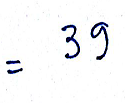 = 39